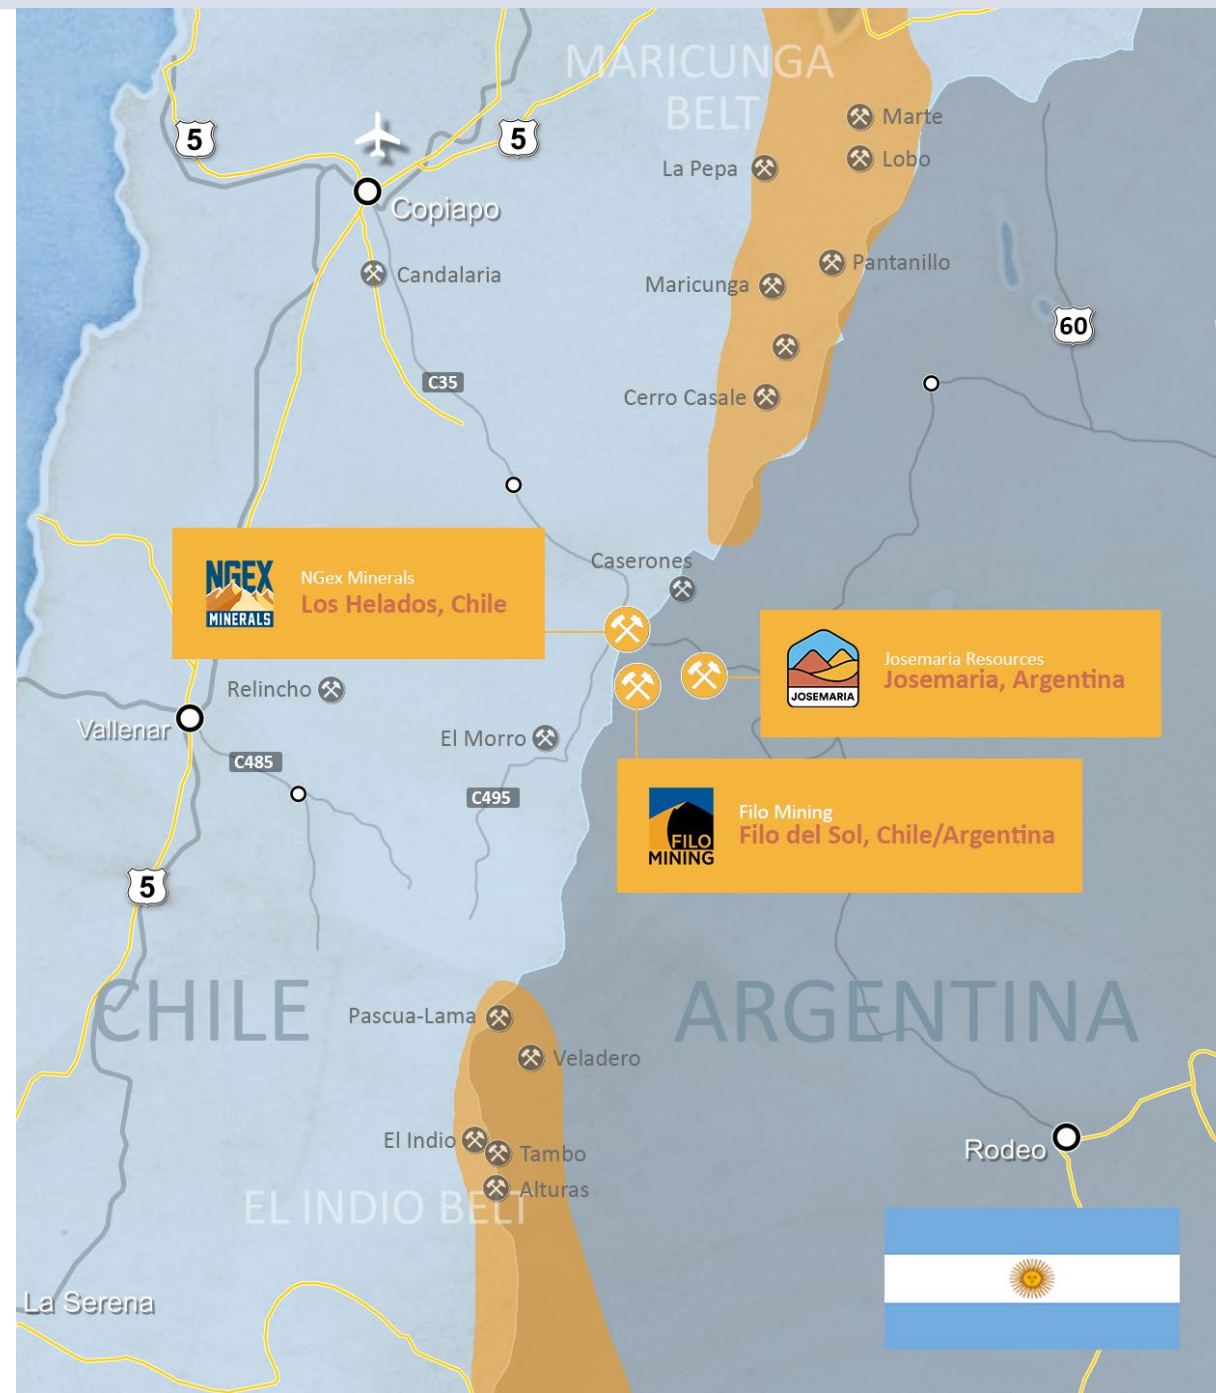 MARICUNGA
BELT
5
5
Marte
Lobo
La Pepa
Copiapo
Candalaria
Pantanillo
Maricunga
60
C35
Cerro Casale
Caserones
NGEX
MINERALS
NGex Minerals
Los Helados, Chile
JOSEMARIA
Josemaria Resources
Josemaria, Argentina
Relincho
Vallenar
El Morro
C485
C495
FILO
MINING
Filo Mining
Filo del Sol, Chile/Argentina
5
CHILE
ARGENTINA
Pascua-Lama
Veladero
El Indio
Tambo
Rodeo
Alturas
EL INDIO BELT
La Serena